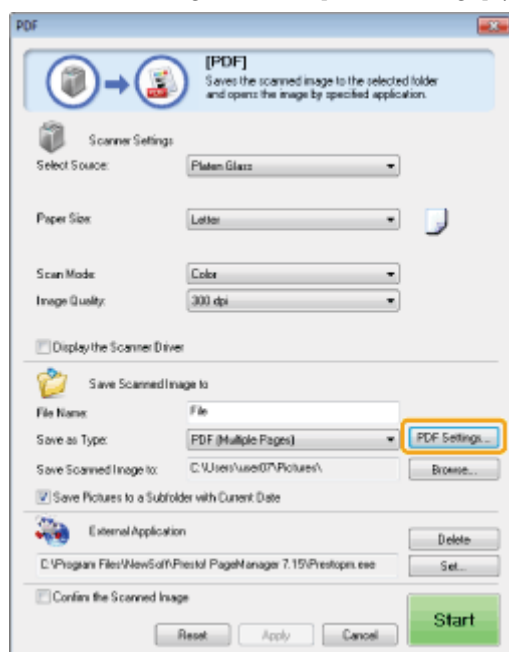 PDF
[PDF]
Saves the scanned image to the selected folder
and opens the image by specified application.
Scanner Settings
Select Source: Platen Glass
Paper Size: Letter
Scan Mode: Color
Image Quality: 300 dpi
Display the Scanner Driver
Save Scanned Image to
File Name: File
Save as Type: PDF (Multiple Pages) PDF Settings...
Save Scanned Image to: C:\Users\user07\Pictures\ Browse...
Save Pictures to a Subfolder with Current Date
External Application Delete
C:\Program Files\NewSoft\Presto! PageManager 7.15\Prestopm.exe Set...
Confirm the Scanned Image
Reset Apply Cancel Start